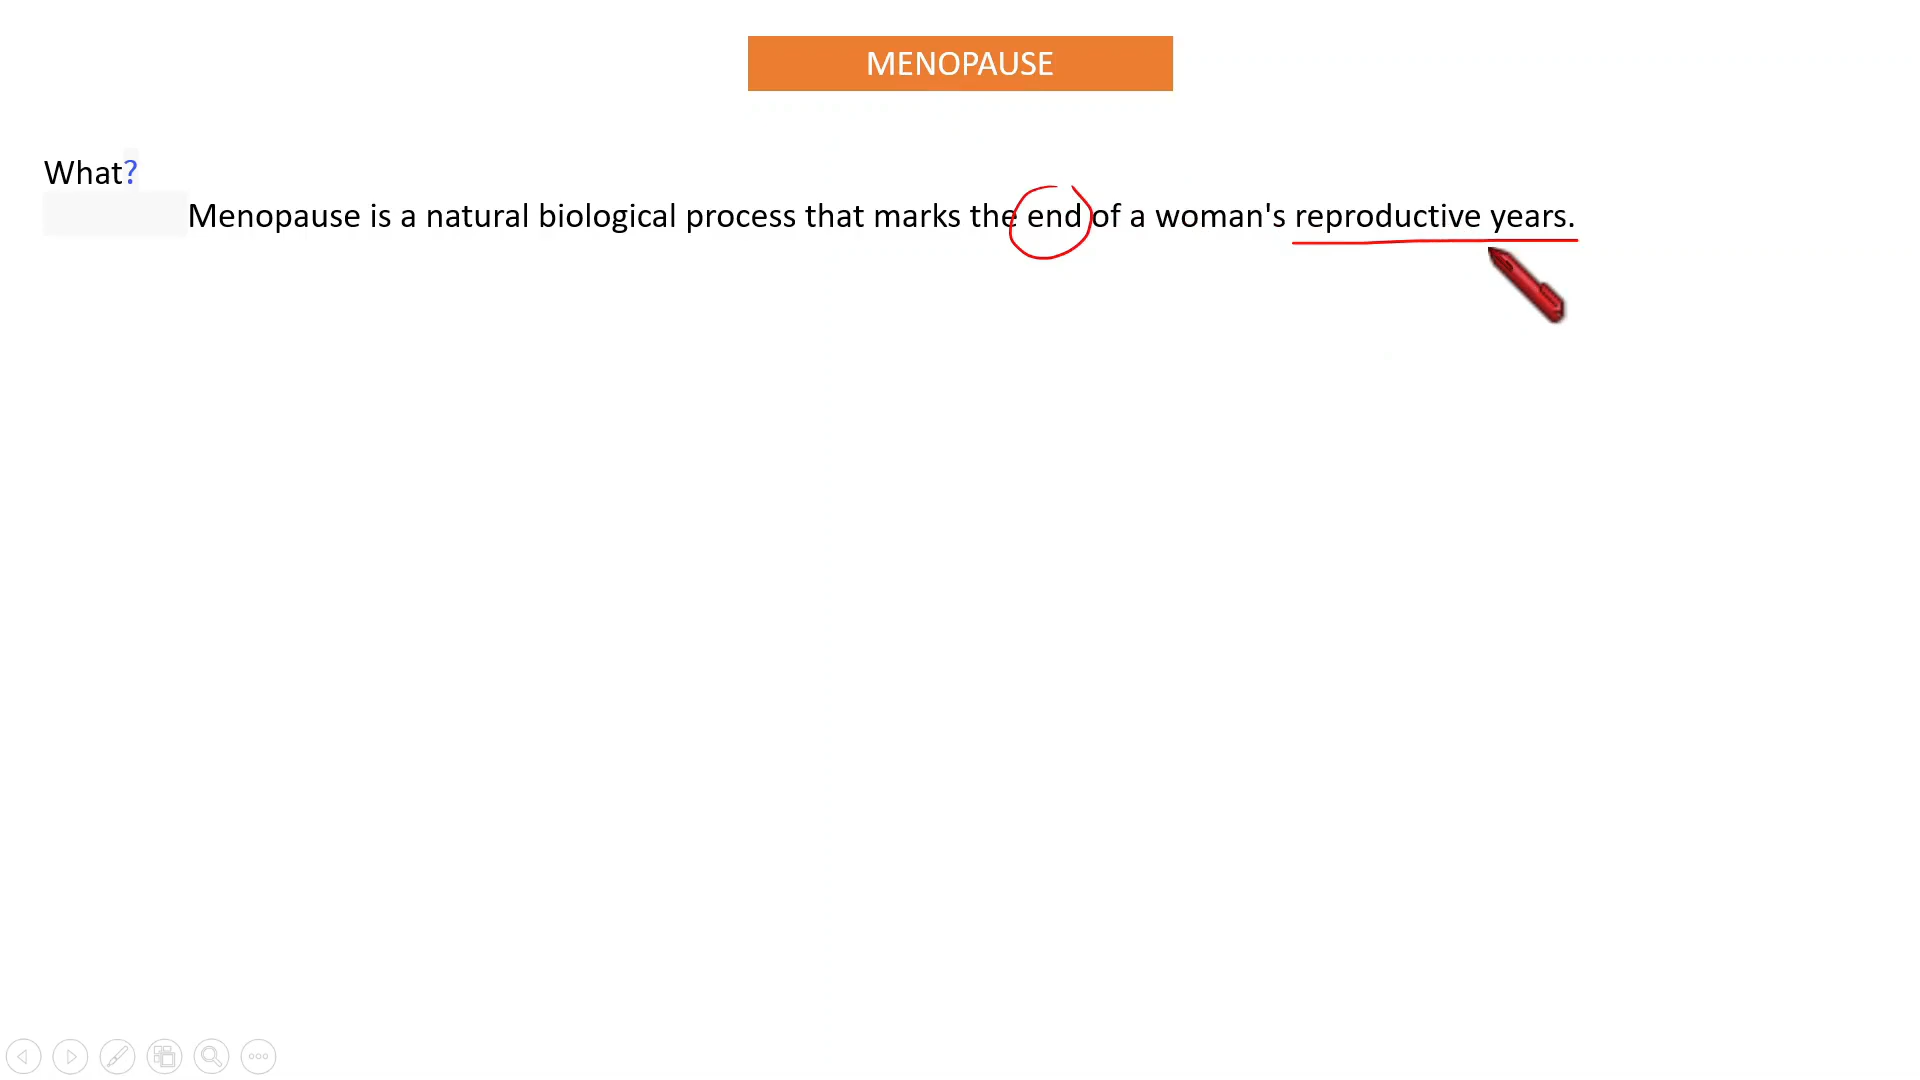 MENOPAUSE
What?
Menopause is a natural biological process that marks the end of a woman's reproductive years.